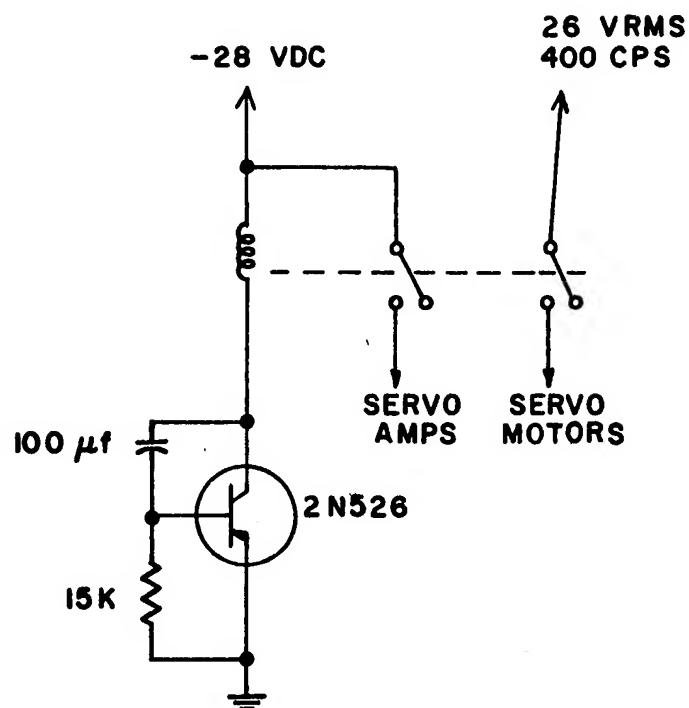 -28 VDC
26 VRMS
400 CPS
SERVO
AMPS
SERVO
MOTORS
100 μf
2N526
15K